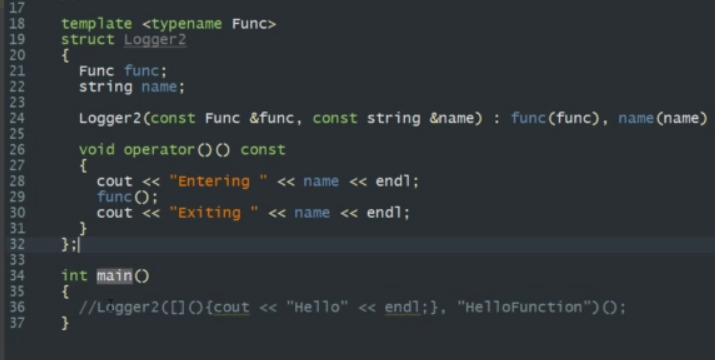 17
18 template <typename Func>
19 struct Logger2
20 {
21 Func func;
22 string name;
23
24 Logger2(const Func &func, const string &name) : func(func), name(name)
25
26 void operator()() const
27 {
28 cout << "Entering " << name << endl;
29 func();
30 cout << "Exiting " << name << endl;
31 }
32 };
33
34 int main()
35 {
36 //Logger2([](){cout << "Hello" << endl;}, "HelloFunction")();
37 }